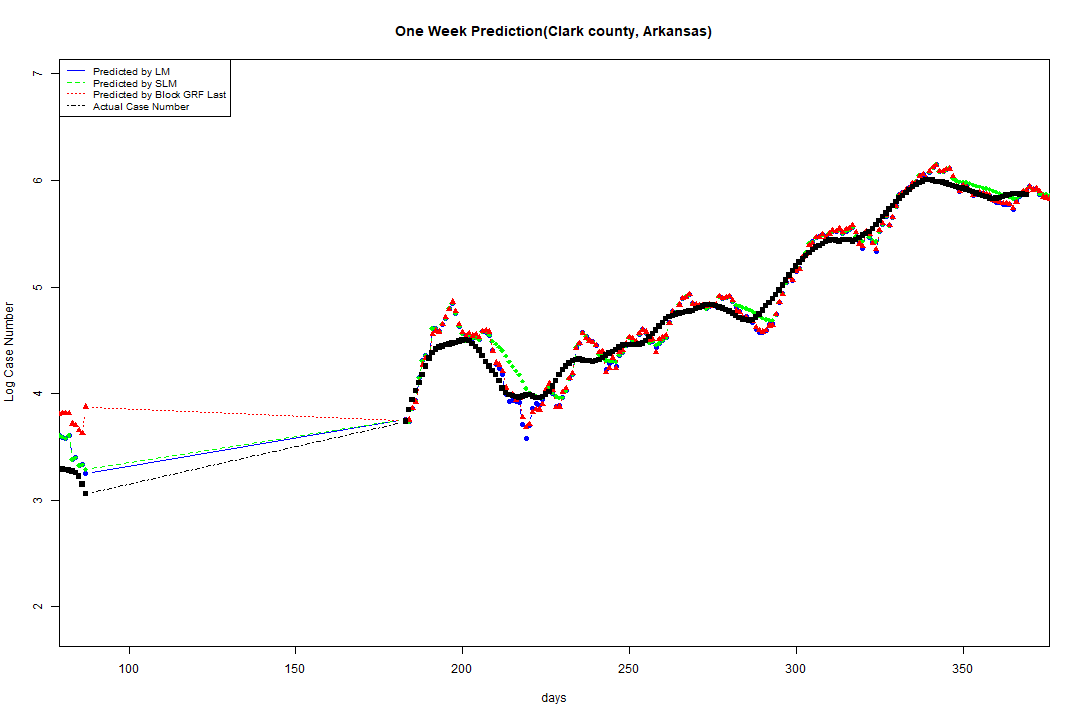 One Week Prediction(Clark county, Arkansas)
Predicted by LM
Predicted by SLM
Predicted by Block GRF Last
Actual Case Number
7
6
5
4
3
2
Log Case Number
100 150 200 250 300 350
days